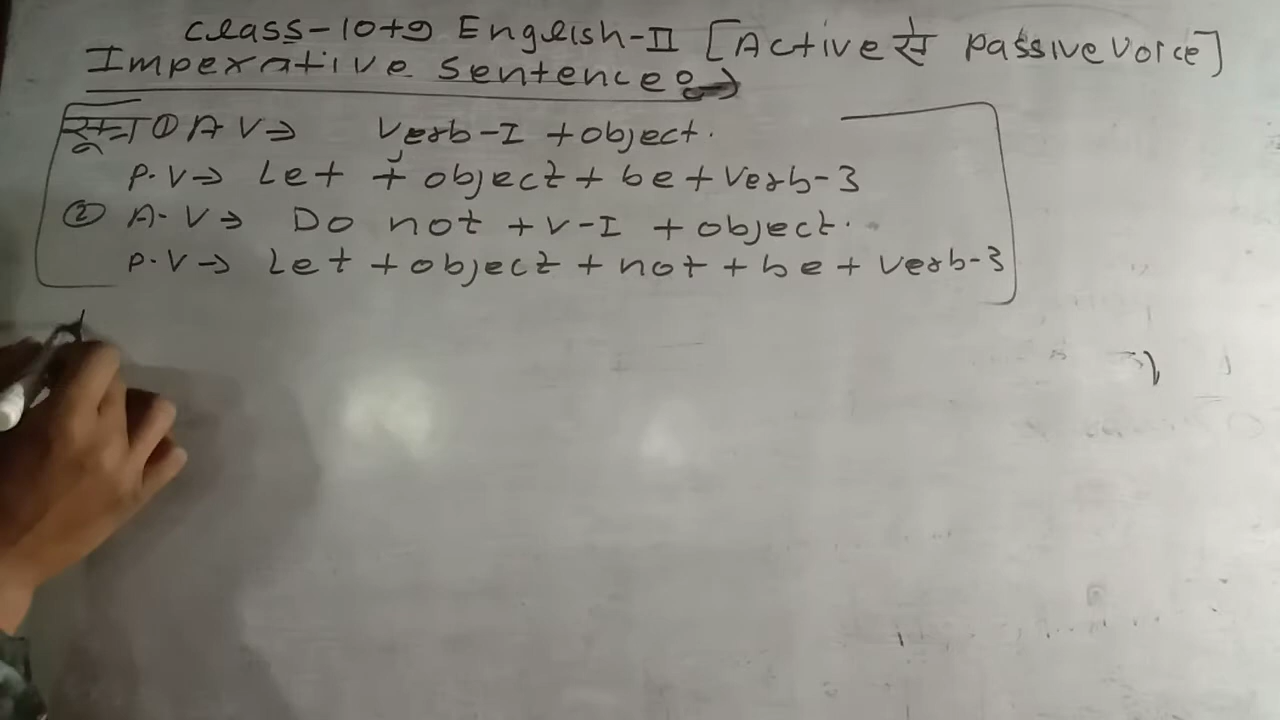 Class-10+9 English-II [Active से Passive Voice]
Imperative Sentence:→
सूत्र ① A V⇒ Verb-I + object.
P.V→ Let + object + be + Verb-3
② A.V⇒ Do not + V-I + object.
P.V→ Let + object + not + be + Verb-3